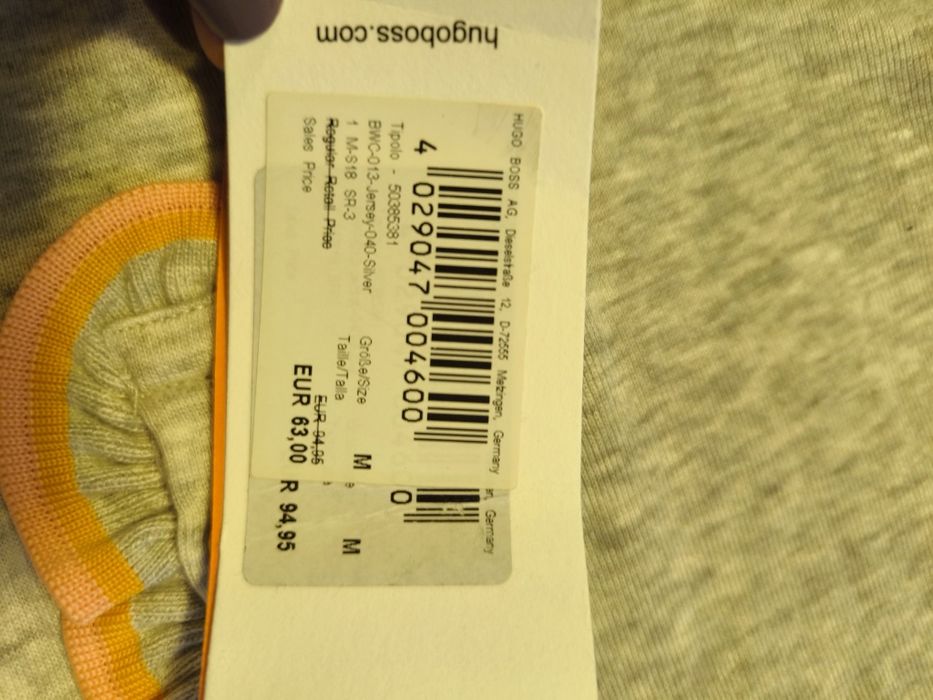 hugoboss.com
HUGO BOSS AG, Dieselstraße 12, D-72555 Metzingen, Germany
4 029047 004600
Tipolo - 50385381
BWC-013-Jersey-040-Silver Größe/Size M
1 M-S18 SR-3 Taille/Talla
Regular Retail Price EUR 94,95
Sales Price EUR 63,00
en, Germany
0
M
e
R 94,95